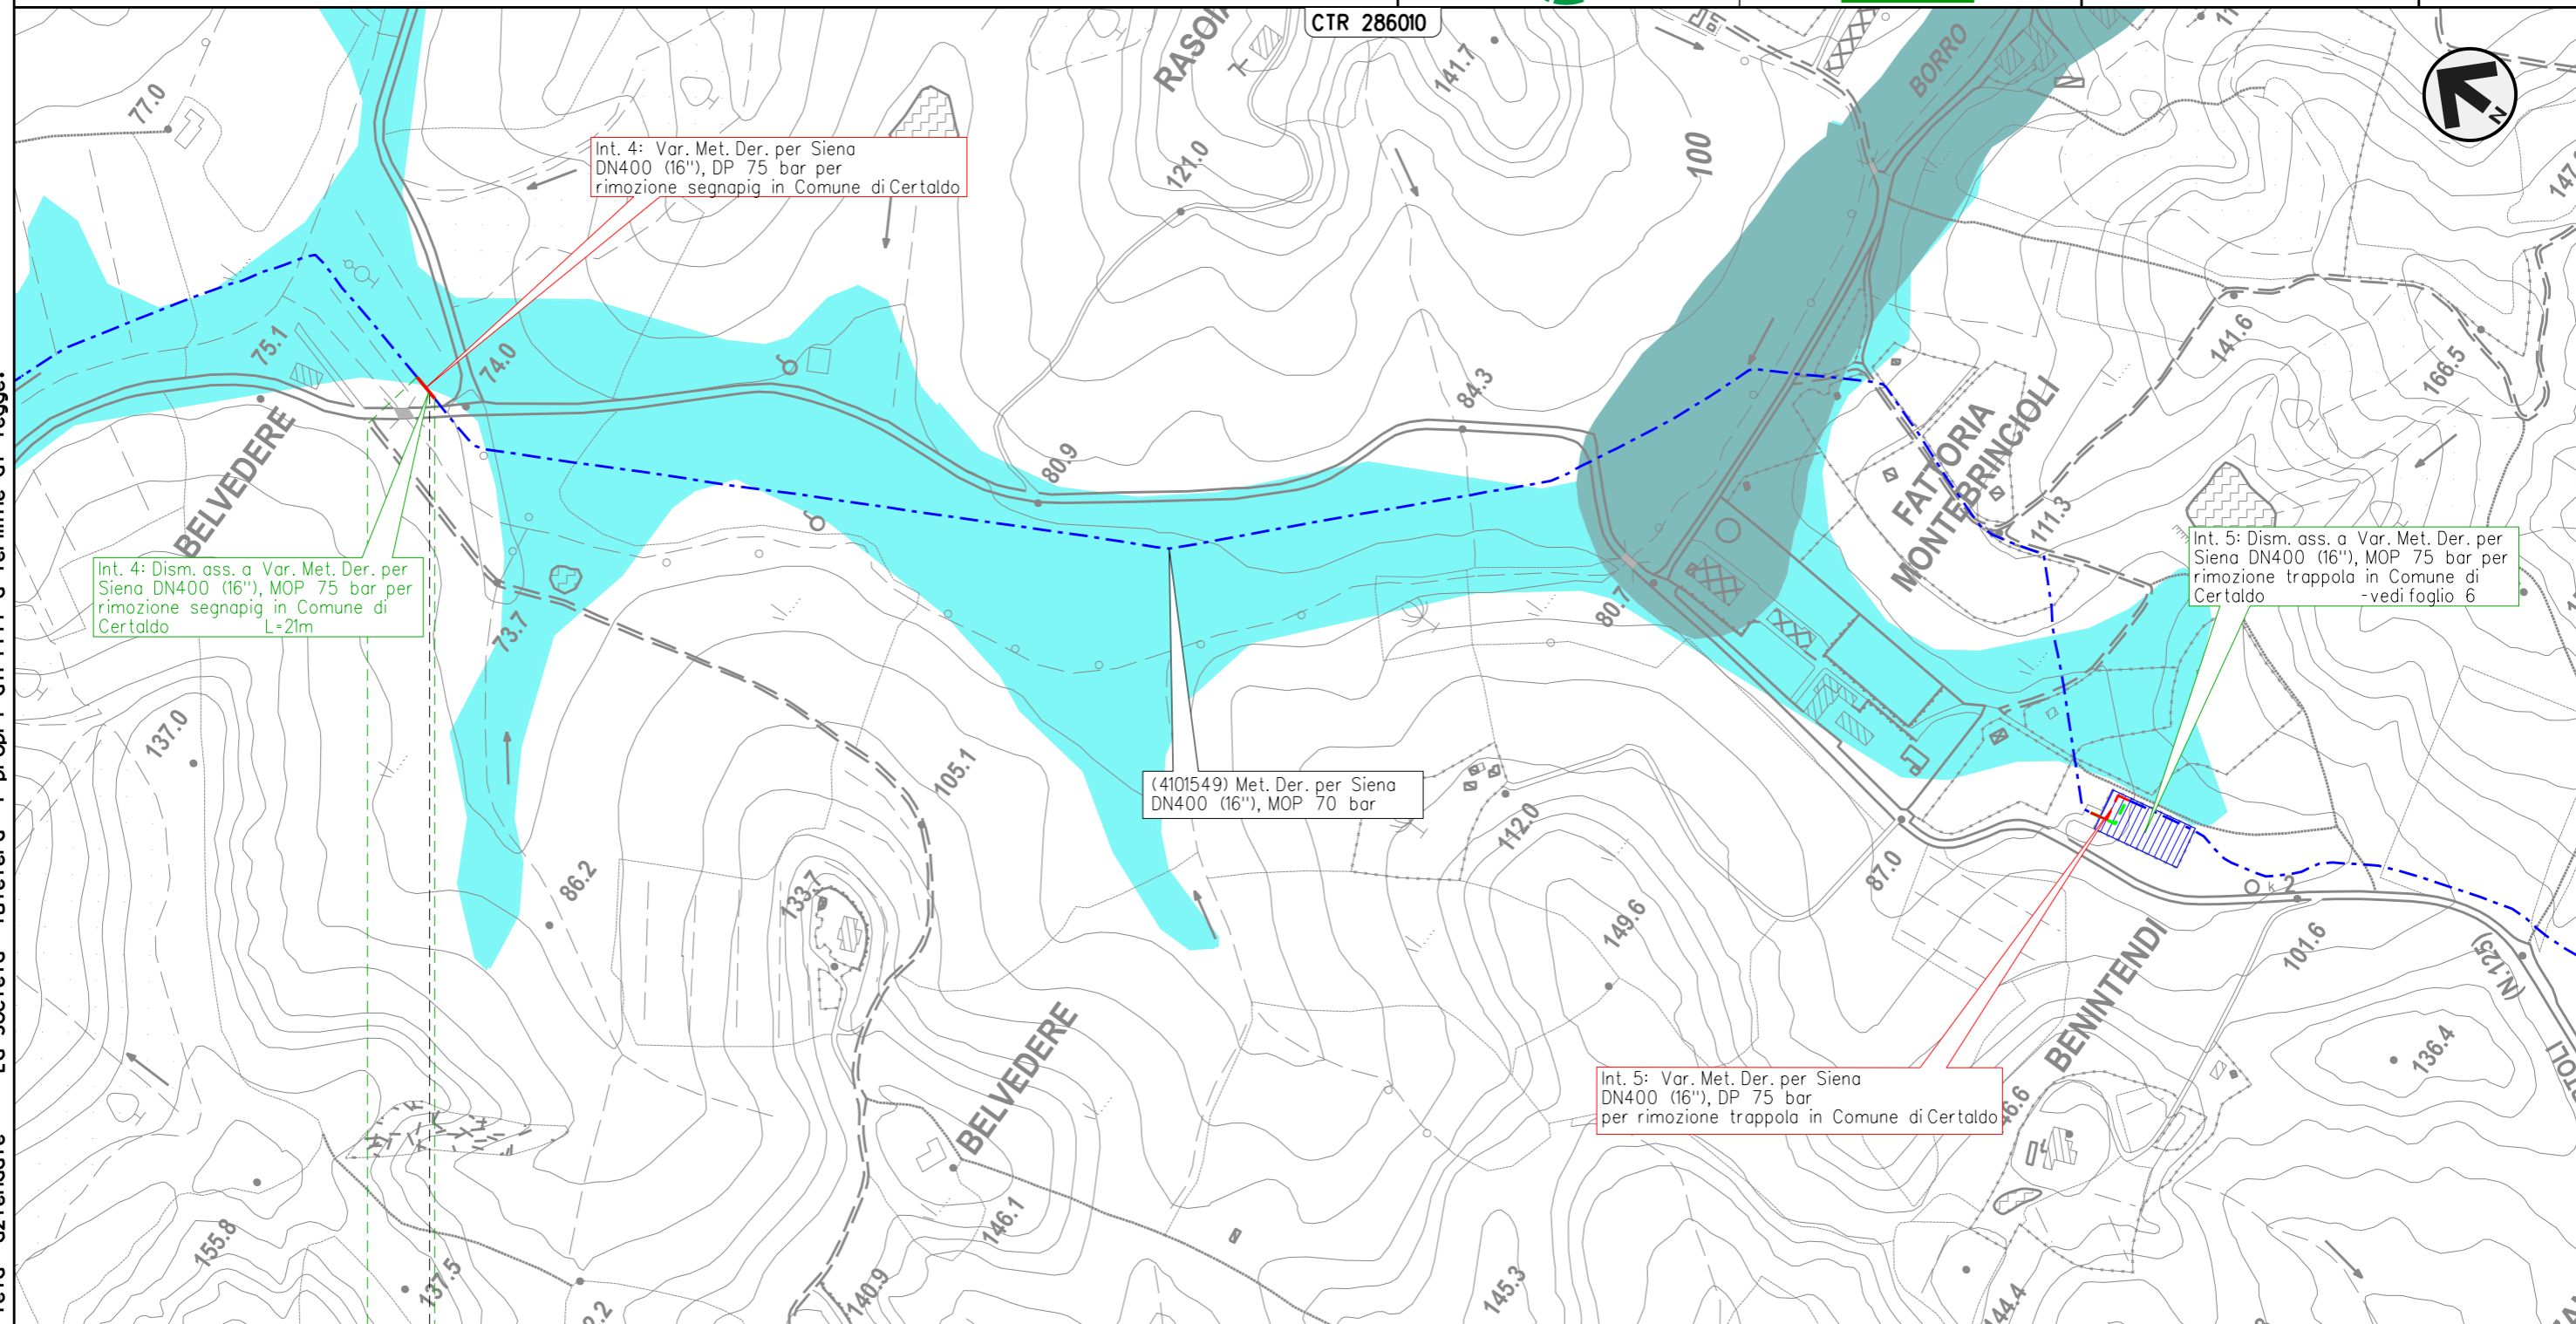 CTR 286010
RASOIA
BORRO
N
77.0
141.7
121.0
100
Int. 4: Var. Met. Der. per Siena
DN400 (16"), DP 75 bar per
rimozione segnapig in Comune di Certaldo
75.1
74.0
84.3
80.9
141.6
166.5
BELVEDERE
FATTORIA
MONTEBRINCIOLI
111.3
Int. 4: Dism. ass. a Var. Met. Der. per
Siena DN400 (16"), MOP 75 bar per
rimozione segnapig in Comune di
Certaldo L=21m
Int. 5: Dism. ass. a Var. Met. Der. per
Siena DN400 (16"), MOP 75 bar per
rimozione trappola in Comune di
Certaldo -vedi foglio 6
73.7
80.7
137.0
105.1
(4101549) Met. Der. per Siena
DN400 (16"), MOP 70 bar
112.0
86.2
133.7
87.0
k 2
149.6
101.6
(N.125)
BENINTENDI
BELVEDERE
136.4
Int. 5: Var. Met. Der. per Siena
DN400 (16"), DP 75 bar
per rimozione trappola in Comune di Certaldo
155.8
137.5
146.1
140.9
145.3